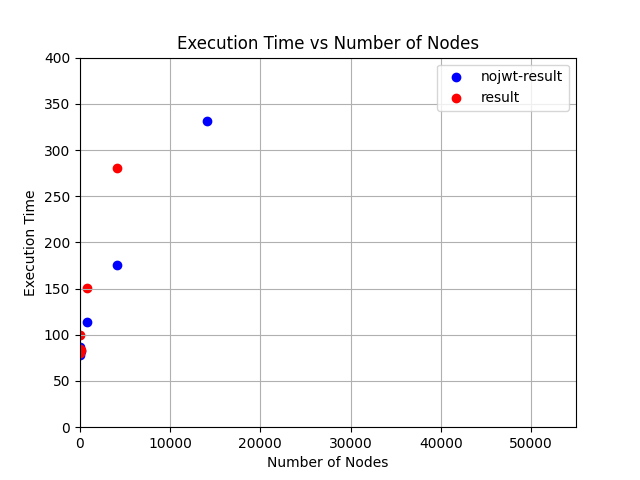 Execution Time vs Number of Nodes
nojwt-result
result
400
350
300
250
200
150
100
50
0
Execution Time
0 10000 20000 30000 40000 50000
Number of Nodes